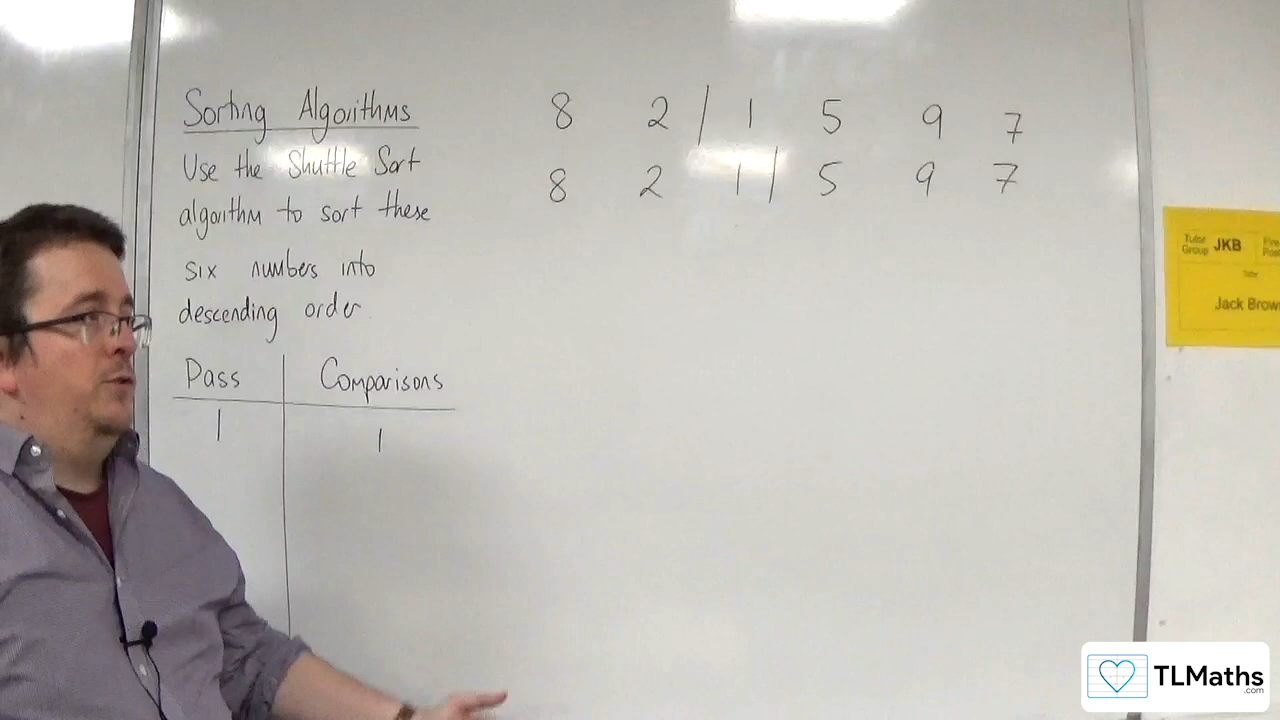 Sorting Algorithms
Use the Shuttle Sort
algorithm to sort these
six numbers into
descending order.
Pass Comparisons
1 1
8 2 / 1 5 9 7
8 2 1 / 5 9 7
Tutor
Group JKB
Tutor
Jack
TLMaths
.com